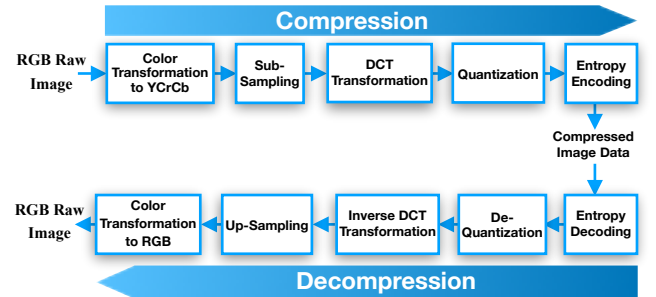 Compression
RGB Raw
Image
Color
Transformation
to YCrCb
Sub-
Sampling
DCT
Transformation
Quantization
Entropy
Encoding
Compressed
Image Data
RGB Raw
Image
Color
Transformation
to RGB
Up-Sampling
Inverse DCT
Transformation
De-
Quantization
Entropy
Decoding
Decompression